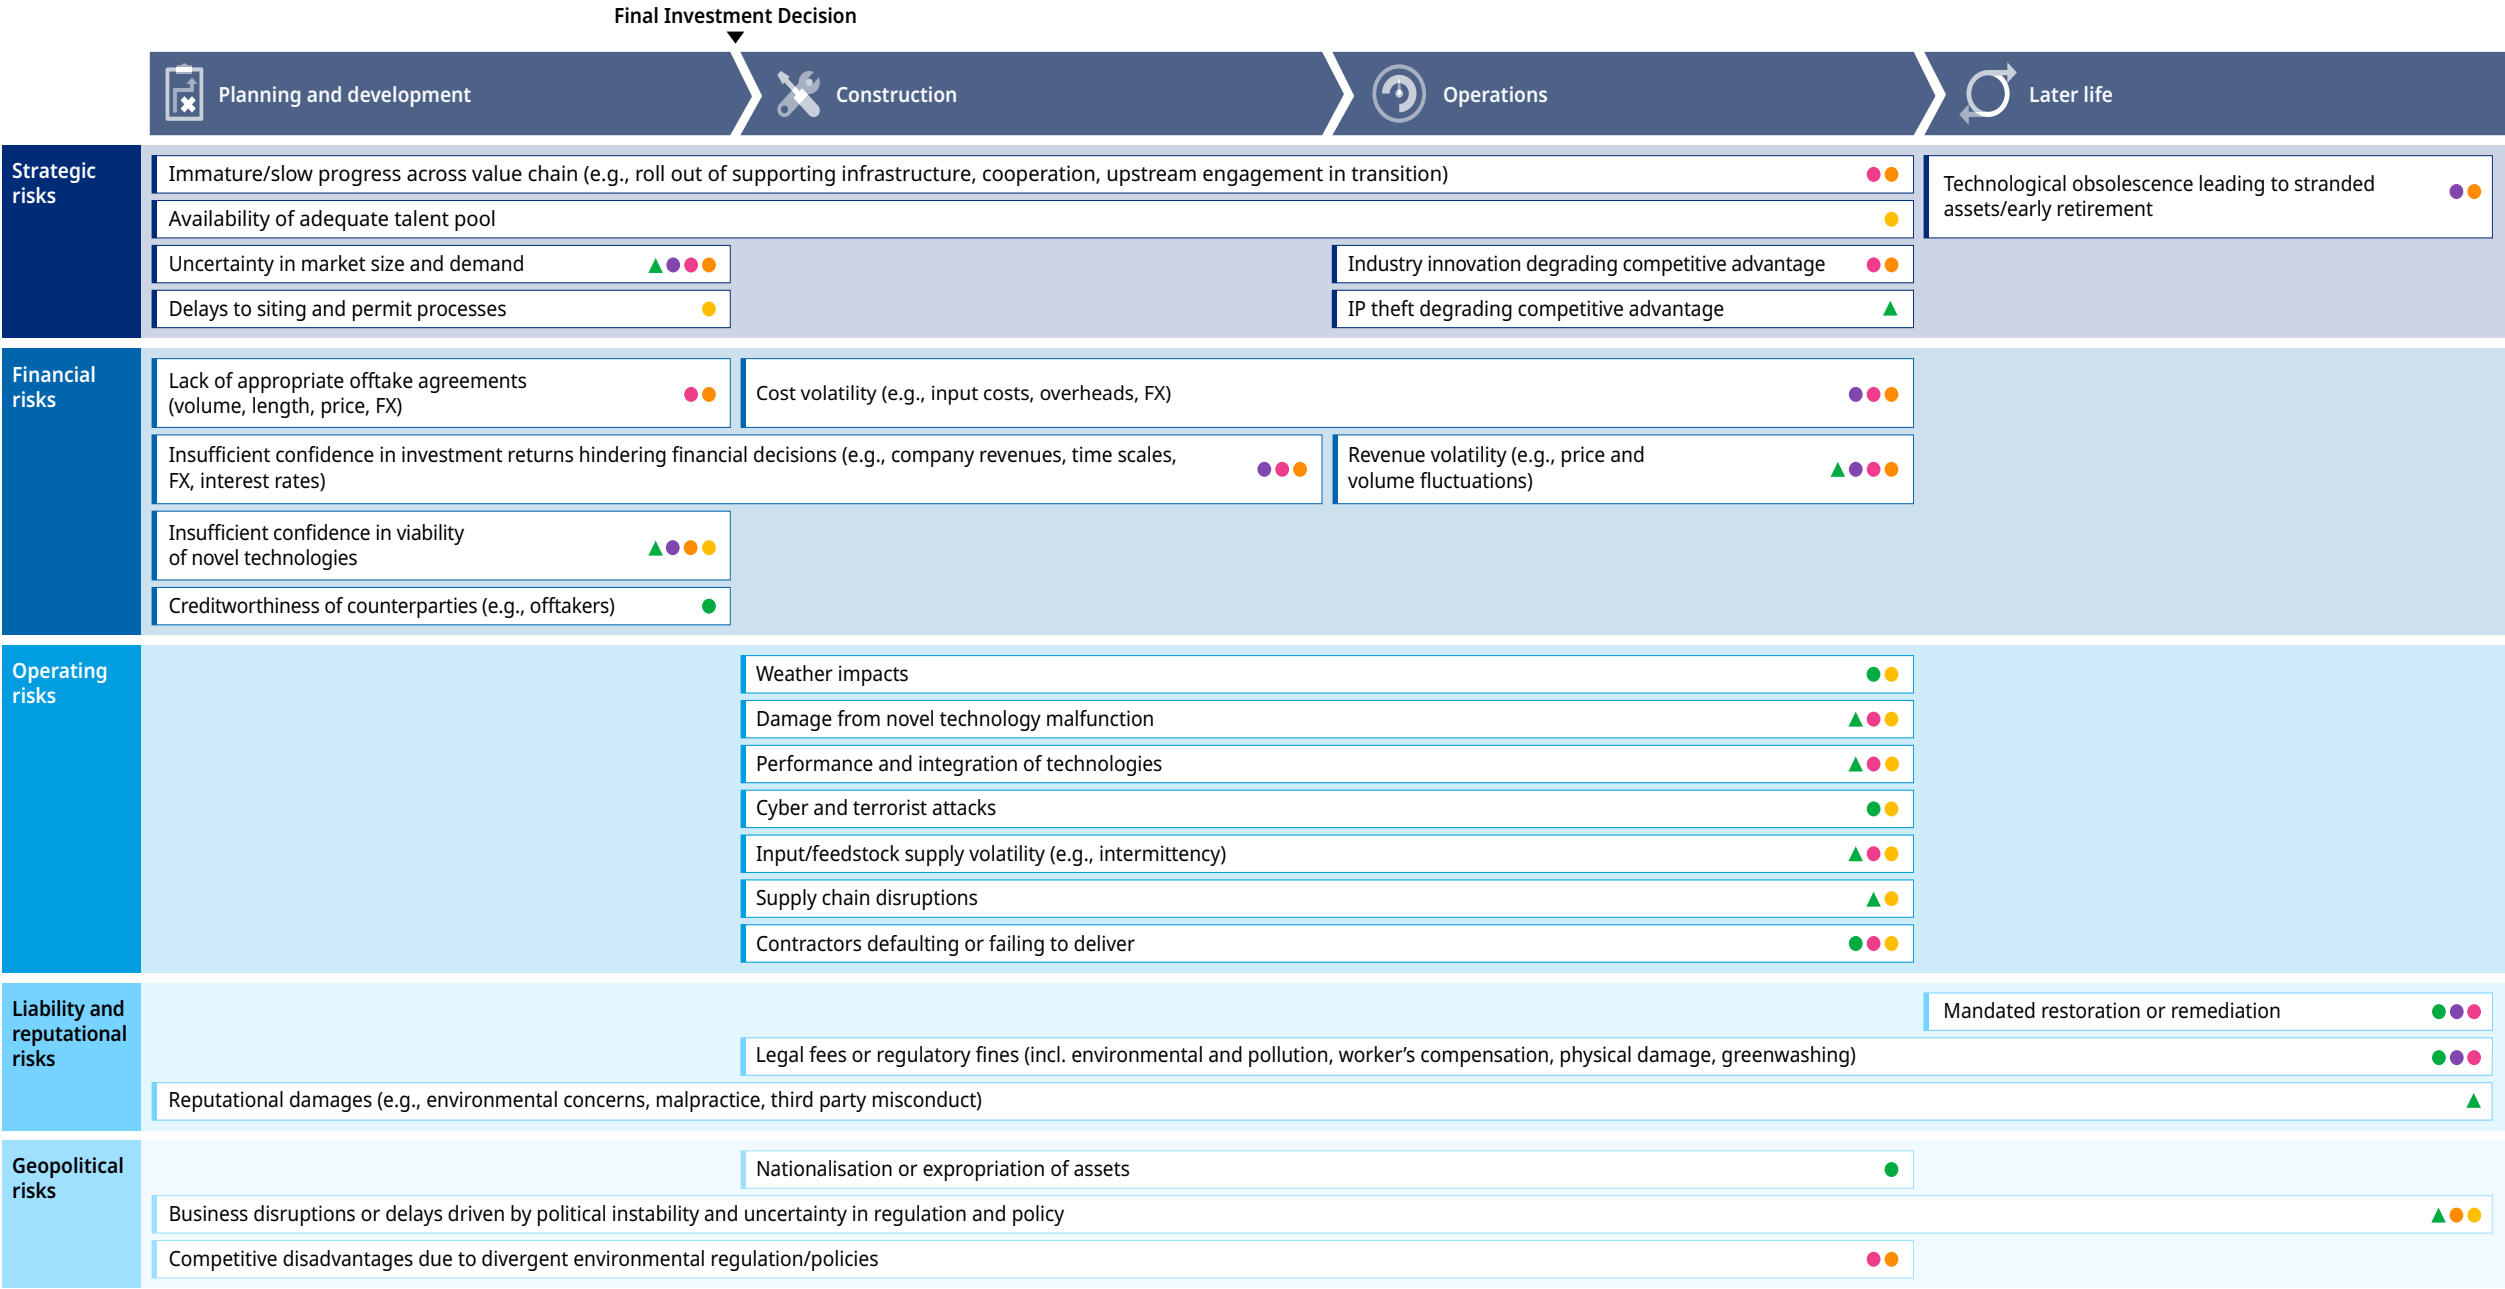 Final Investment Decision
Planning and development
Construction
Operations
Later life
Strategic
risks
Immature/slow progress across value chain (e.g., roll out of supporting infrastructure, cooperation, upstream engagement in transition)
Technological obsolescence leading to stranded
assets/early retirement
Availability of adequate talent pool
Uncertainty in market size and demand
Industry innovation degrading competitive advantage
Delays to siting and permit processes
IP theft degrading competitive advantage
Financial
risks
Lack of appropriate offtake agreements
(volume, length, price, FX)
Cost volatility (e.g., input costs, overheads, FX)
Insufficient confidence in investment returns hindering financial decisions (e.g., company revenues, time scales,
FX, interest rates)
Revenue volatility (e.g., price and
volume fluctuations)
Insufficient confidence in viability
of novel technologies
Creditworthiness of counterparties (e.g., offtakers)
Operating
risks
Weather impacts
Damage from novel technology malfunction
Performance and integration of technologies
Cyber and terrorist attacks
Input/feedstock supply volatility (e.g., intermittency)
Supply chain disruptions
Contractors defaulting or failing to deliver
Liability and
reputational
risks
Mandated restoration or remediation
Legal fees or regulatory fines (incl. environmental and pollution, worker's compensation, physical damage, greenwashing)
Reputational damages (e.g., environmental concerns, malpractice, third party misconduct)
Geopolitical
risks
Nationalisation or expropriation of assets
Business disruptions or delays driven by political instability and uncertainty in regulation and policy
Competitive disadvantages due to divergent environmental regulation/policies